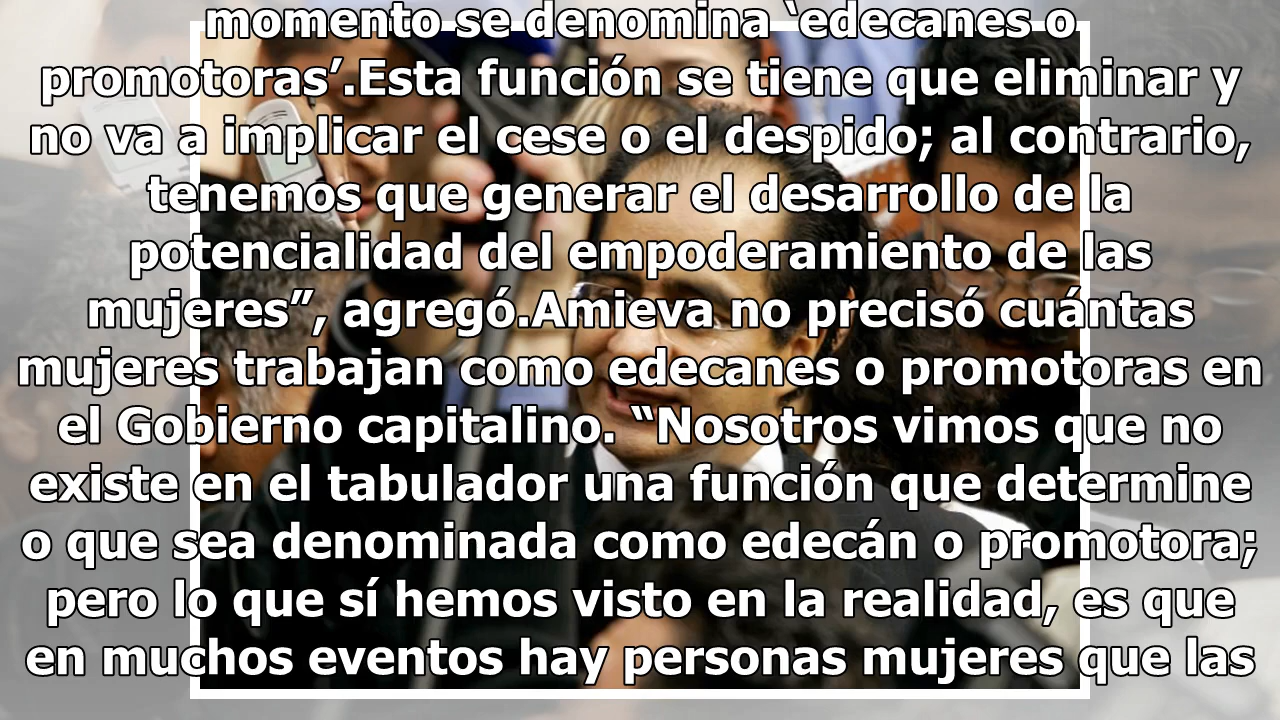 momento se denomina ‘edecanes o
promotoras’.Esta función se tiene que eliminar y
no va a implicar el cese o el despido; al contrario,
tenemos que generar el desarrollo de la
potencialidad del empoderamiento de las
mujeres”, agregó.Amieva no precisó cuántas
mujeres trabajan como edecanes o promotoras en
el Gobierno capitalino. “Nosotros vimos que no
existe en el tabulador una función que determine
o que sea denominada como edecán o promotora;
pero lo que sí hemos visto en la realidad, es que
en muchos eventos hay personas mujeres que las